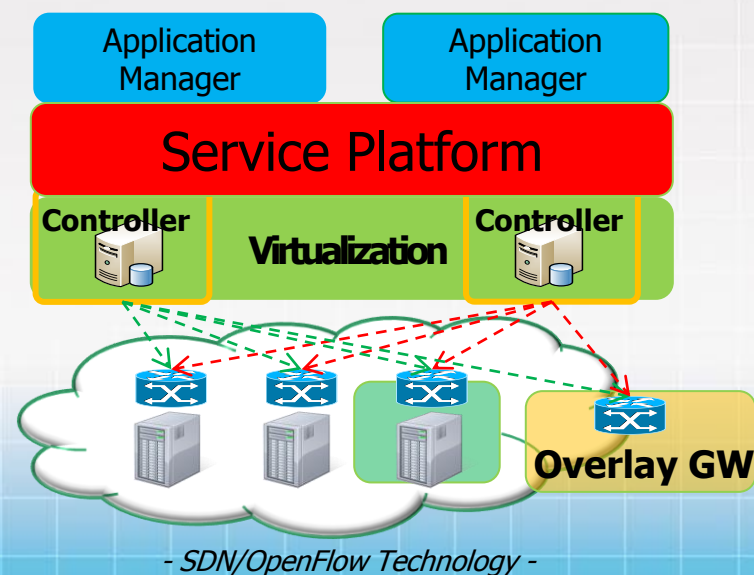 Application
Manager
Application
Manager
Service Platform
Controller
Virtualization
Controller
Overlay GW
- SDN/OpenFlow Technology -